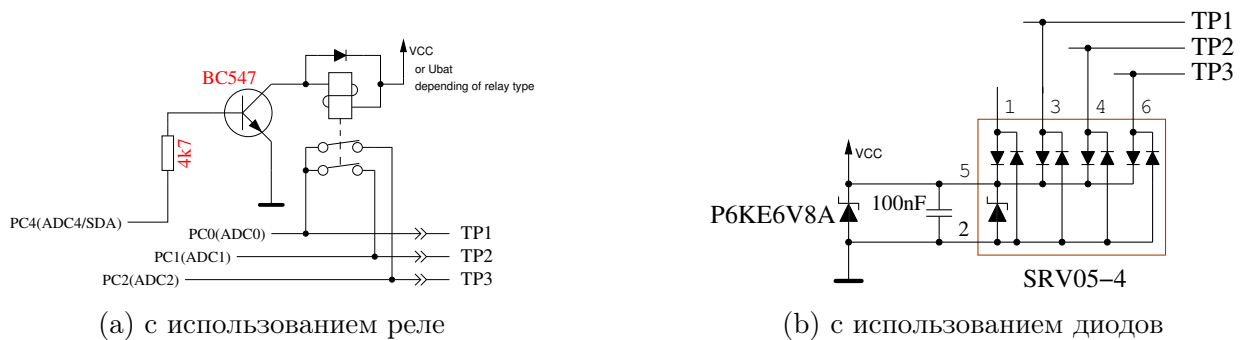 BC547
VCC
or Ubat
depending of relay type
4k7
PC4(ADC4/SDA)
PC0(ADC0)
TP1
PC1(ADC1)
TP2
PC2(ADC2)
TP3
(a) с использованием реле
TP1
TP2
TP3
1 3 4 6
VCC
5
P6KE6V8A
100nF
2
SRV05−4
(b) с использованием диодов